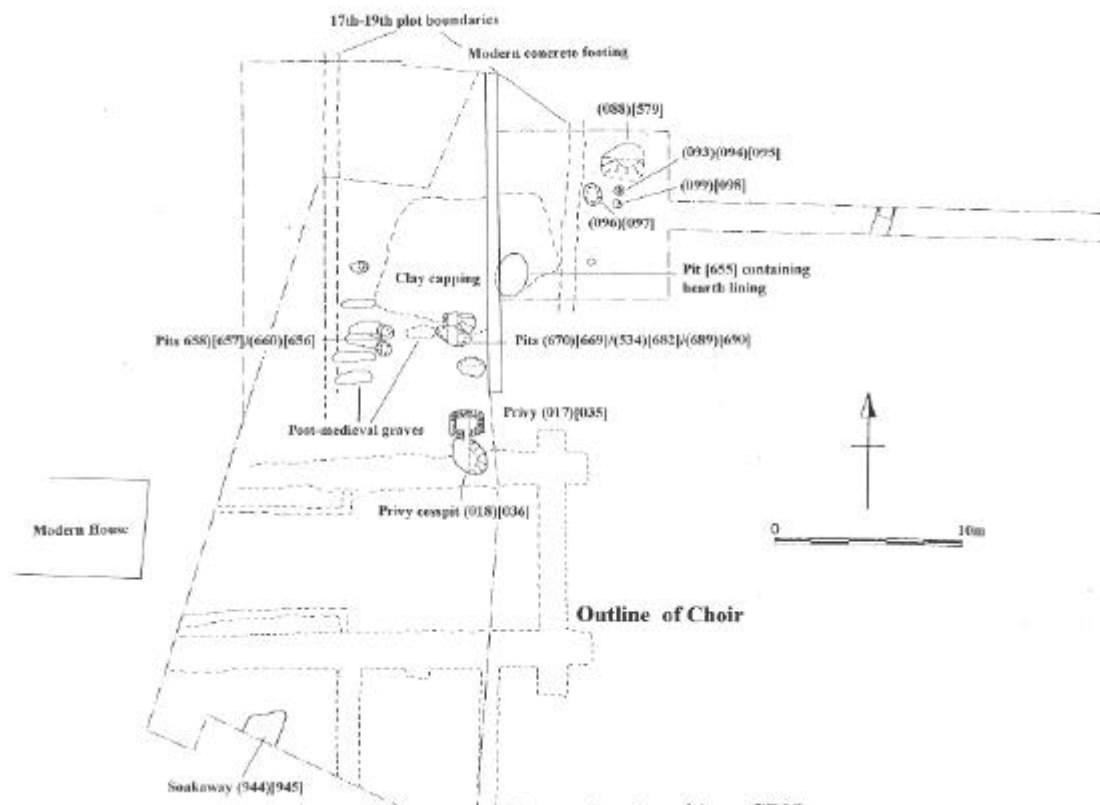 17th-19th plot boundaries
Modern concrete footing
(088)[579]
(093)(094)[095]
(099)[098]
(096)[097]
Clay capping
Pit [655] containing
hearth lining
Pits 658)[657]/(660)[656]
Pits (670)[669]/(534)[682]/(689)[690]
Post-medieval graves
Privy (017)[035]
Privy cesspit (018)[036]
Modern House
0 10m
Outline of Choir
Soakaway (944)[945]